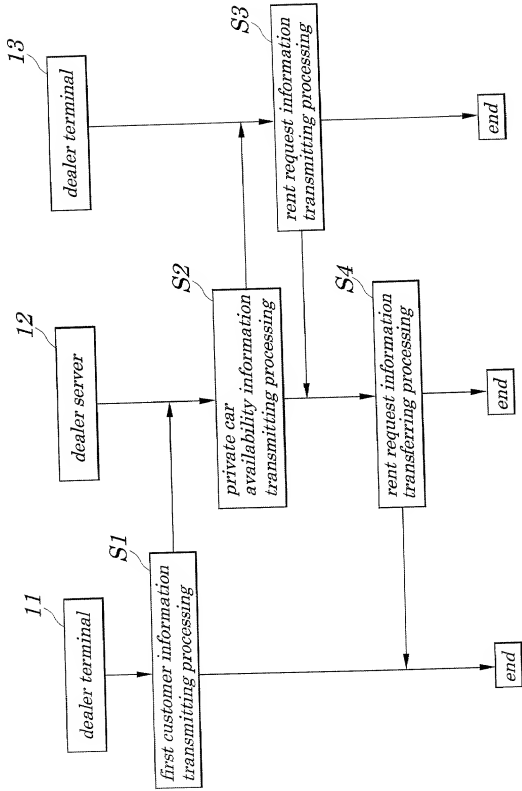 11
dealer terminal
12
dealer server
13
dealer terminal
S1
first customer information
transmitting processing
S2
private car
availability information
transmitting processing
S3
rent request information
transmitting processing
S4
rent request information
transferring processing
end
end
end